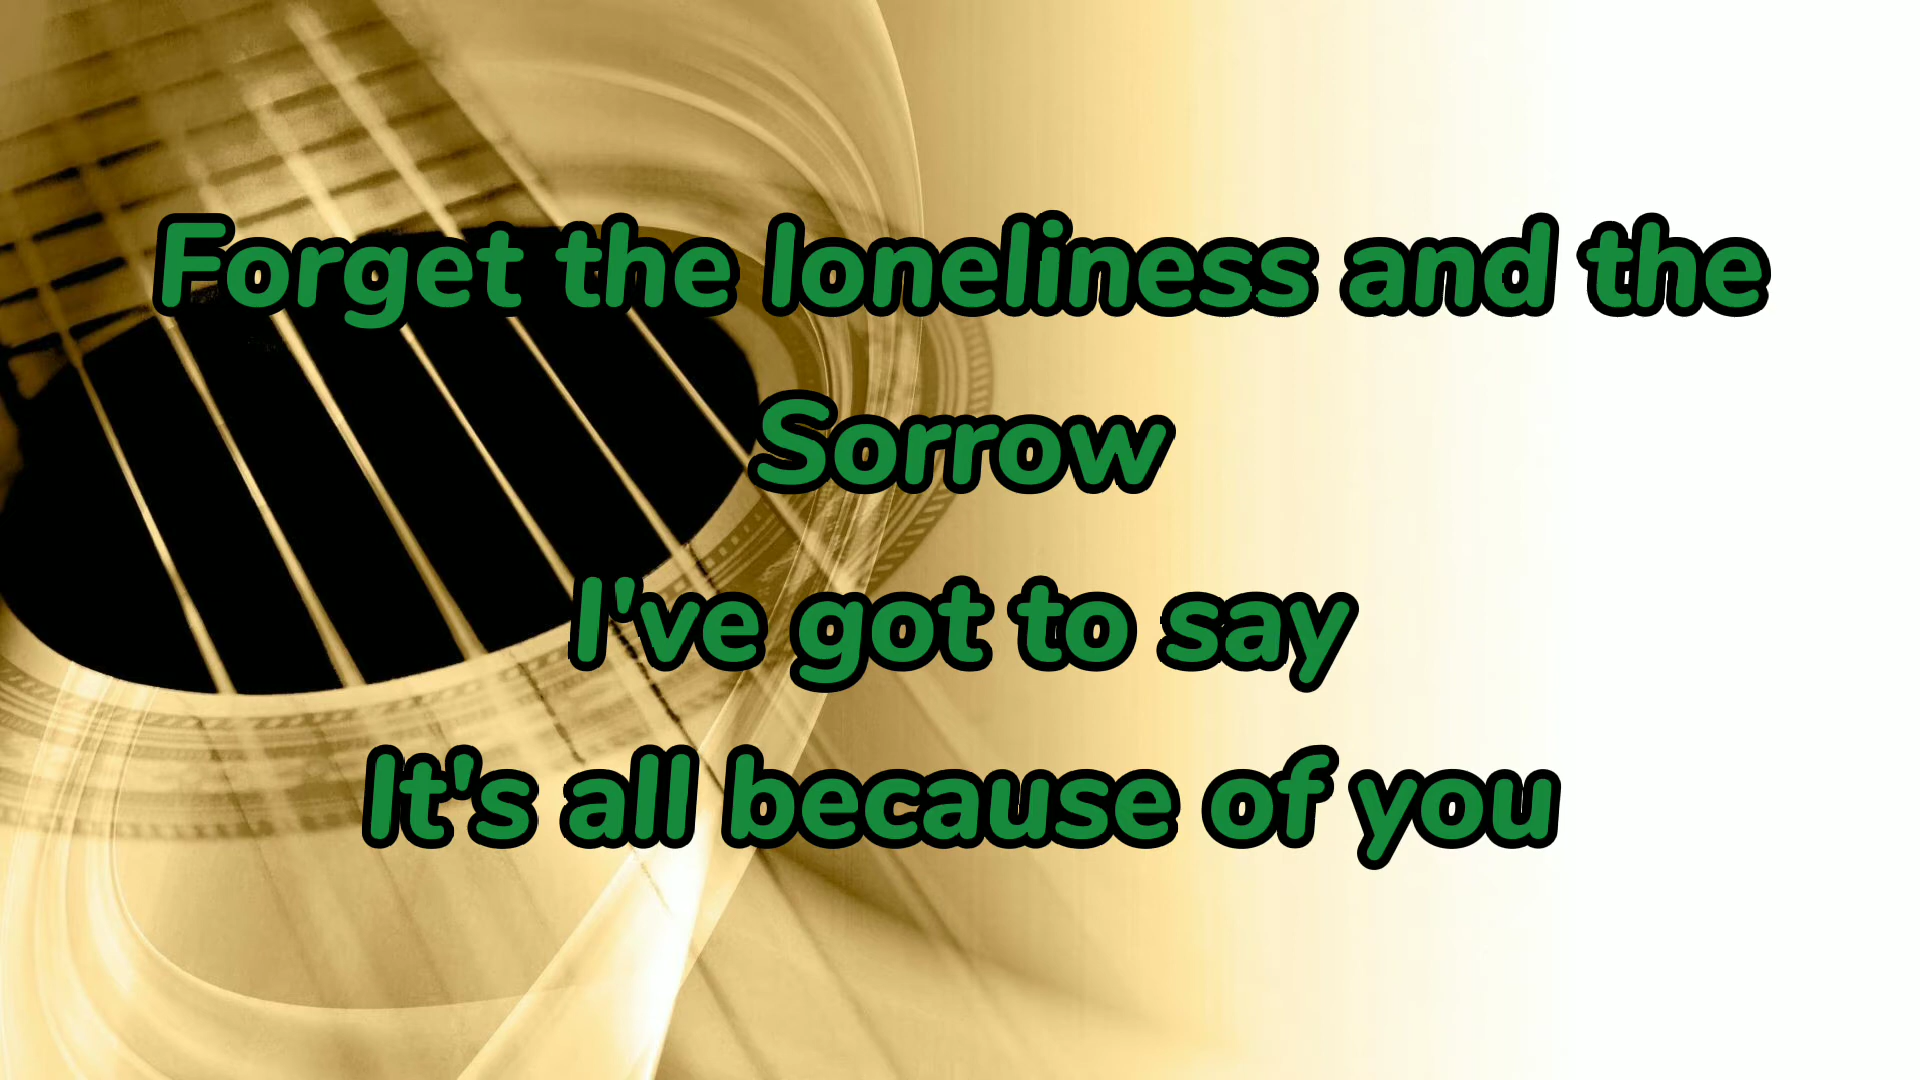 Forget the loneliness and the
Sorrow
I've got to say
It's all because of you